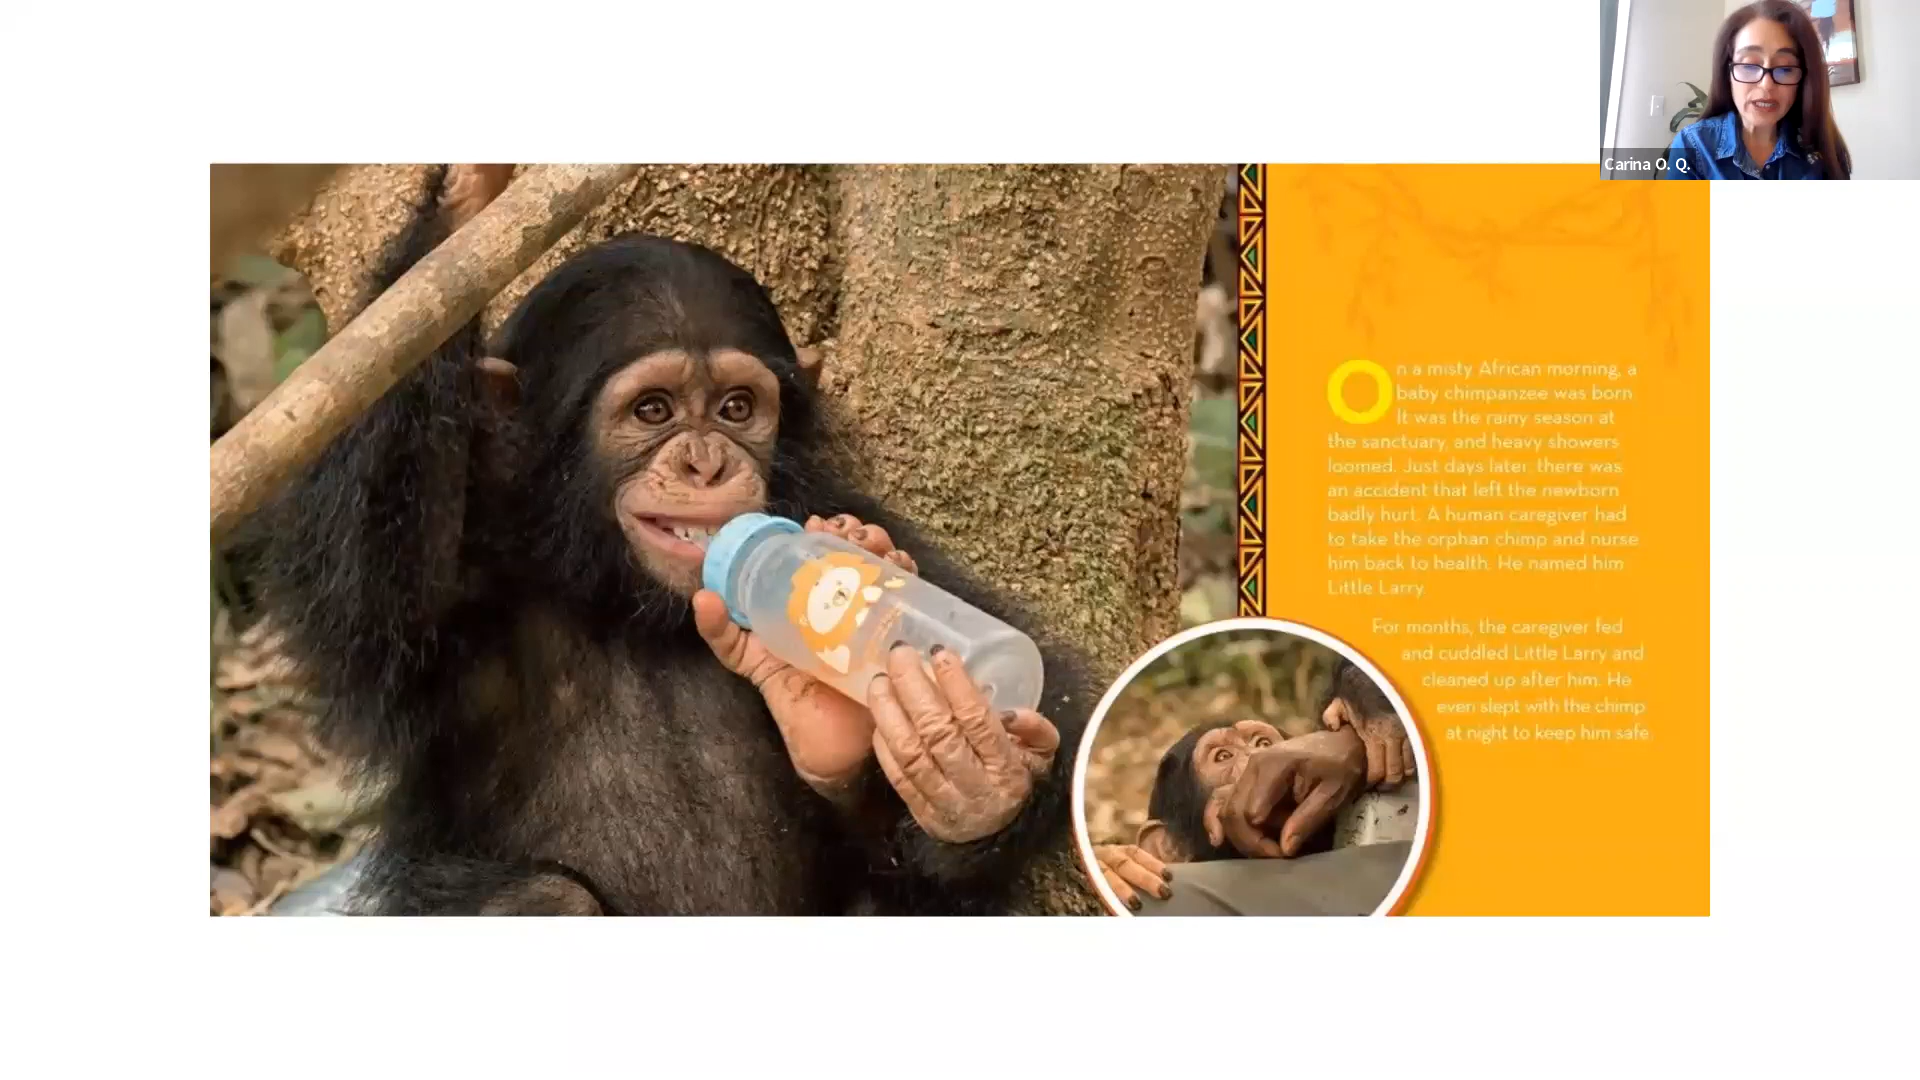 Carina O. Q.
On a misty African morning, a
baby chimpanzee was born
It was the rainy season at
the sanctuary, and heavy showers
loomed. Just days later, there was
an accident that left the newborn
badly hurt. A human caregiver had
to take the orphan chimp and nurse
him back to health. He named him
Little Larry.
For months, the caregiver fed
and cuddled Little Larry and
cleaned up after him. He
even slept with the chimp
at night to keep him safe.